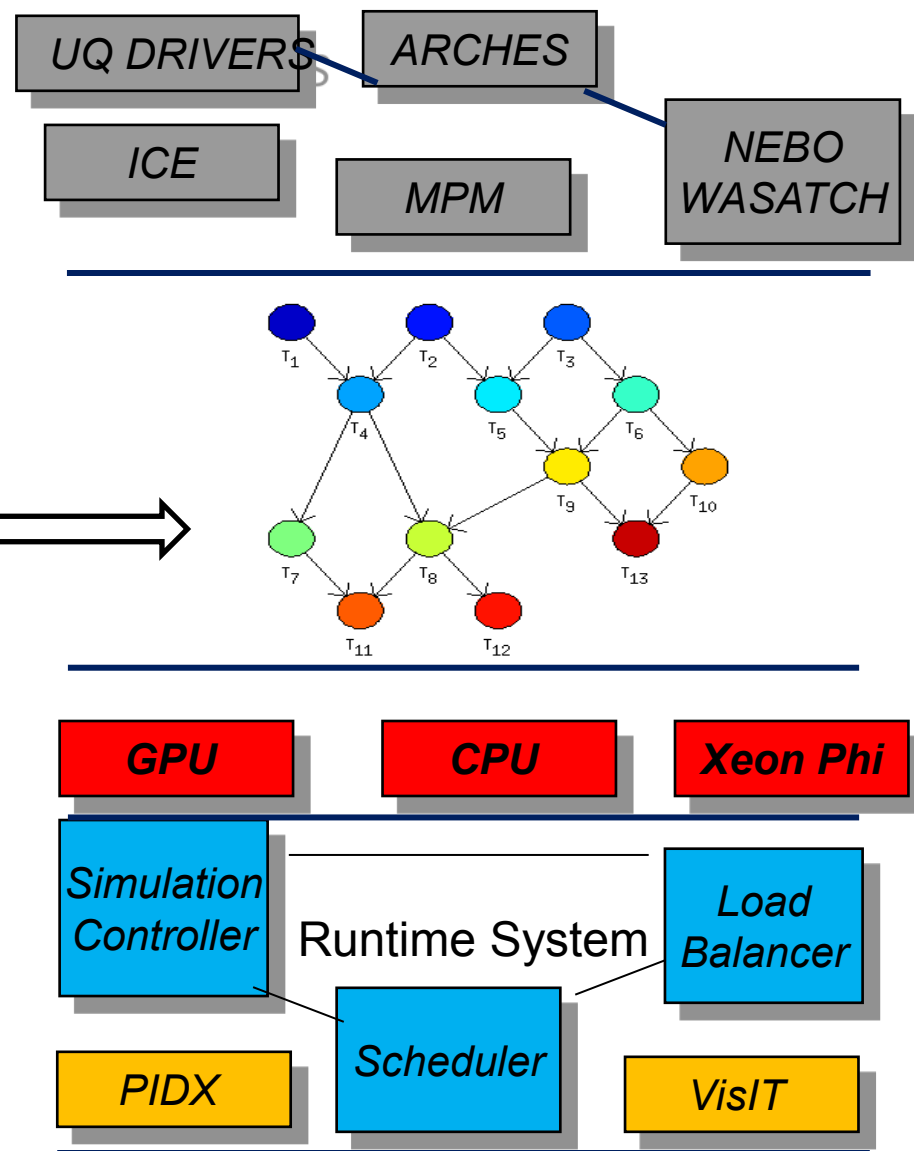 UQ DRIVERS
ARCHES
ICE
MPM
NEBO
WASATCH
T1
T2
T3
T4
T5
T6
T9
T10
T7
T8
T13
T11
T12
GPU
CPU
Xeon Phi
Simulation
Controller
Runtime System
Load
Balancer
Scheduler
PIDX
VisIT